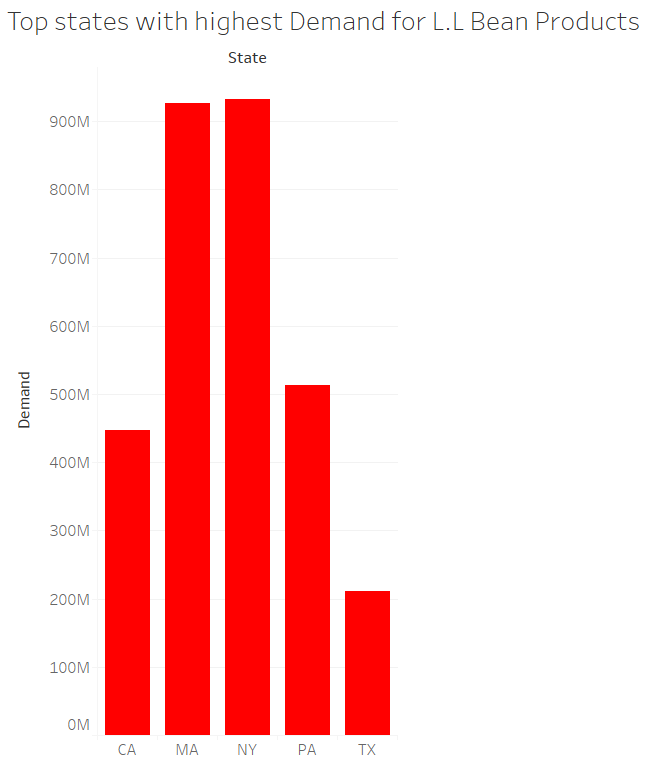 Top states with highest Demand for L.L Bean Products
State
Demand
900M
800M
700M
600M
500M
400M
300M
200M
100M
0M
CA MA NY PA TX